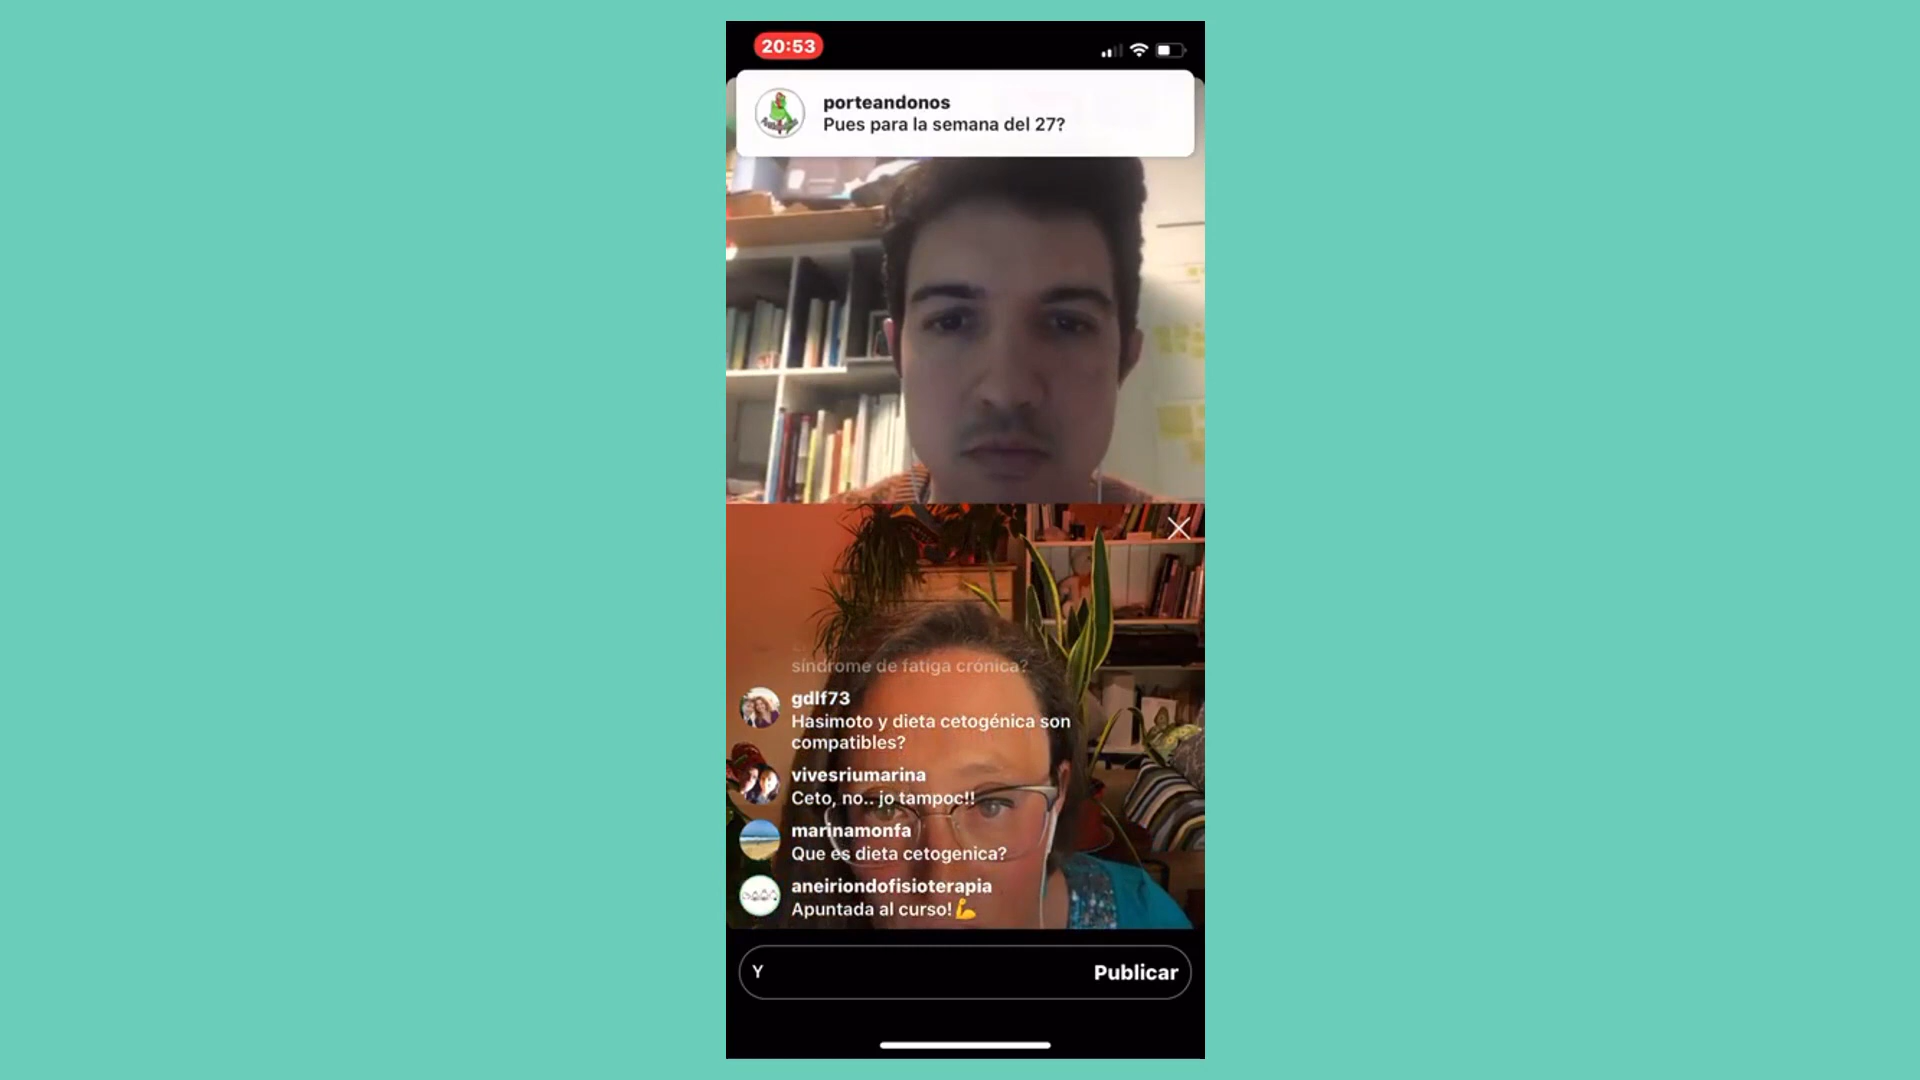 20:53
porteandonos
Pues para la semana del 27?
síndrome de fatiga crónica?
gdlf73
Hasimoto y dieta cetogénica son
compatibles?
vivesriumarina
Ceto, no.. jo tampoc!!
marinamonfa
Que es dieta cetogenica?
aneiriondofisioterapia
Apuntada al curso!💪
Y
Publicar